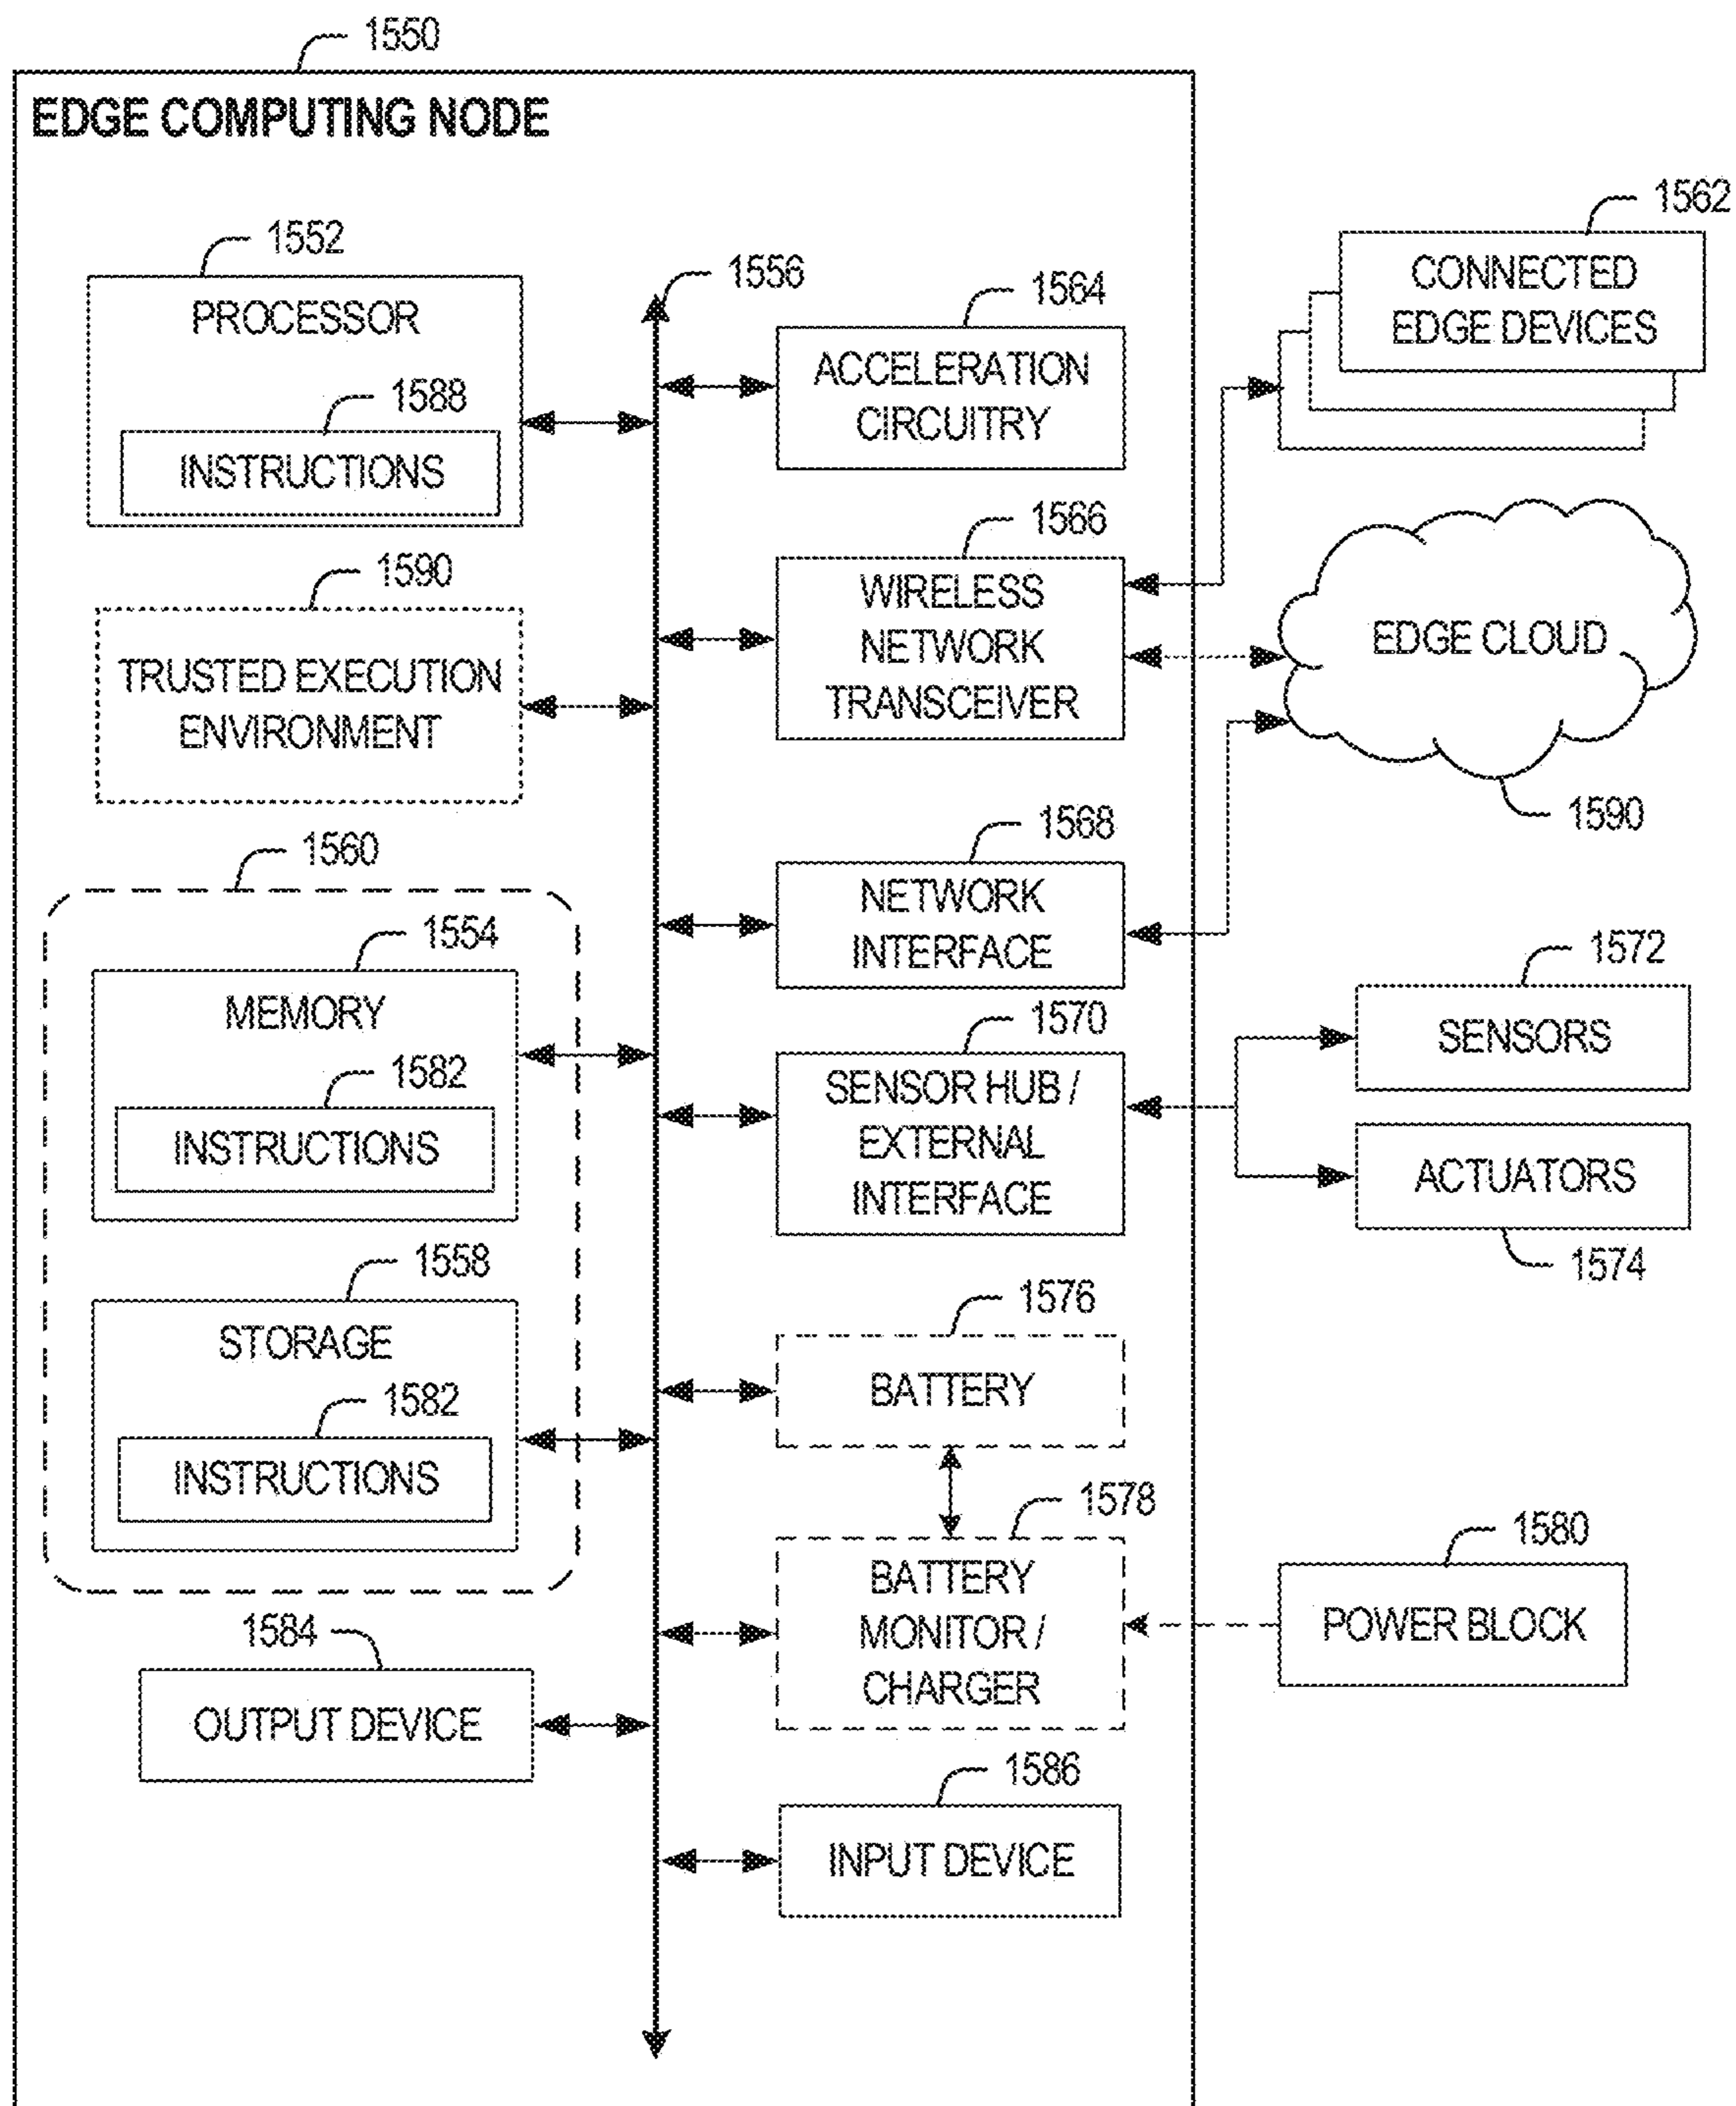 1550
EDGE COMPUTING NODE
1552
PROCESSOR
1588
INSTRUCTIONS
1590
TRUSTED EXECUTION
ENVIRONMENT
1560
1554
MEMORY
1582
INSTRUCTIONS
1558
STORAGE
1582
INSTRUCTIONS
1584
OUTPUT DEVICE
1556
1564
ACCELERATION
CIRCUITRY
1566
WIRELESS
NETWORK
TRANSCEIVER
1568
NETWORK
INTERFACE
1570
SENSOR HUB /
EXTERNAL
INTERFACE
1576
BATTERY
1578
BATTERY
MONITOR /
CHARGER
1586
INPUT DEVICE
1562
CONNECTED
EDGE DEVICES
EDGE CLOUD
1590
1572
SENSORS
ACTUATORS
1574
1580
POWER BLOCK